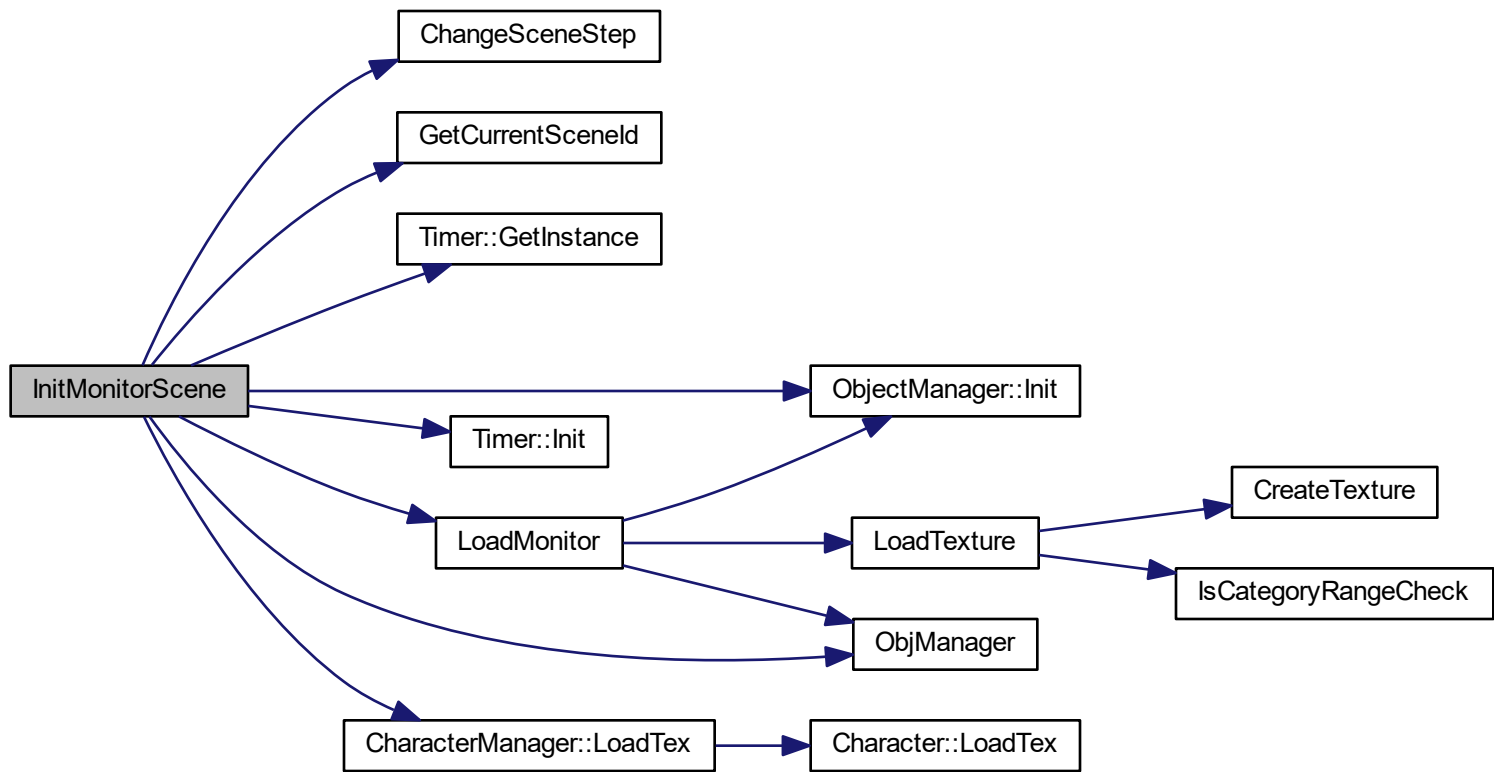 ChangeSceneStep
GetCurrentSceneId
Timer::GetInstance
InitMonitorScene
ObjectManager::Init
Timer::Init
CreateTexture
LoadMonitor
LoadTexture
IsCategoryRangeCheck
ObjManager
CharacterManager::LoadTex
Character::LoadTex